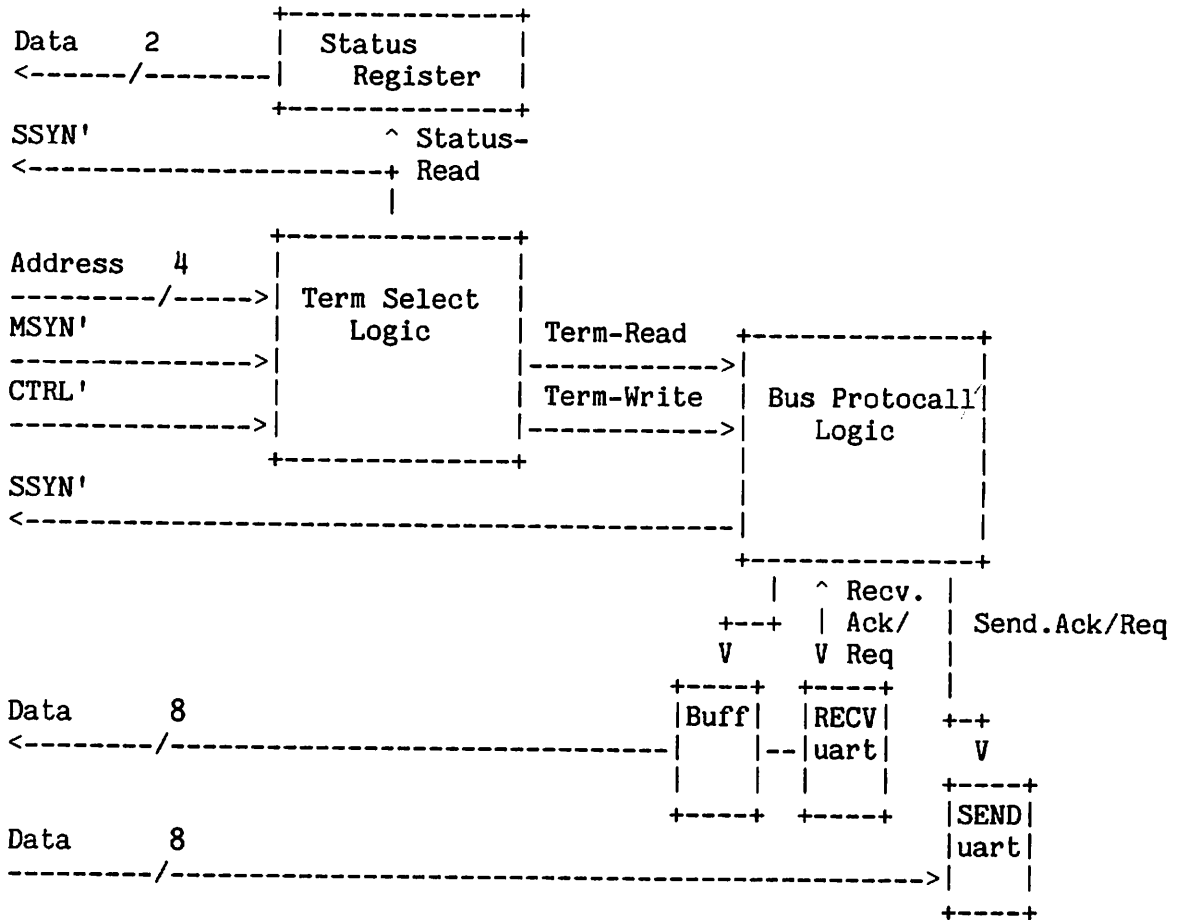 Data 2 Status
Register
SSYN' Status-
Read
Address 4
Term Select
MSYN' Logic Term-Read
CTRL' Term-Write Bus Protocall
Logic
SSYN'
Recv.
Ack/ Send.Ack/Req
V V Req
Data 8 Buff RECV
uart V
SEND
Data 8 uart